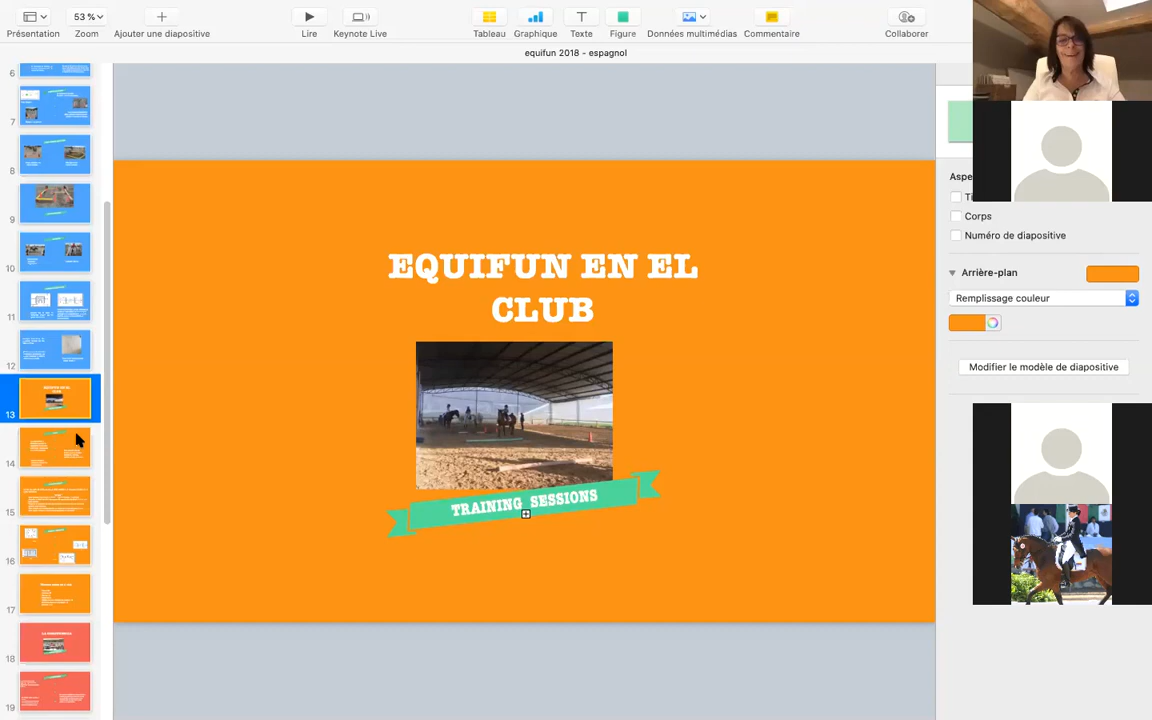 53 %
Présentation
Zoom
Ajouter une diapositive
Lire
Keynote Live
Tableau
Graphique
Texte
Figure
Données multimédias
Commentaire
Collaborer
equifun 2018 - espagnol
6
7
8
9
10
11
12
13
14
15
16
17
18
19
EQUIFUN EN EL
CLUB
TRAINING SESSIONS
Corps
Numéro de diapositive
Arrière-plan
Remplissage couleur
Modifier le modèle de diapositive